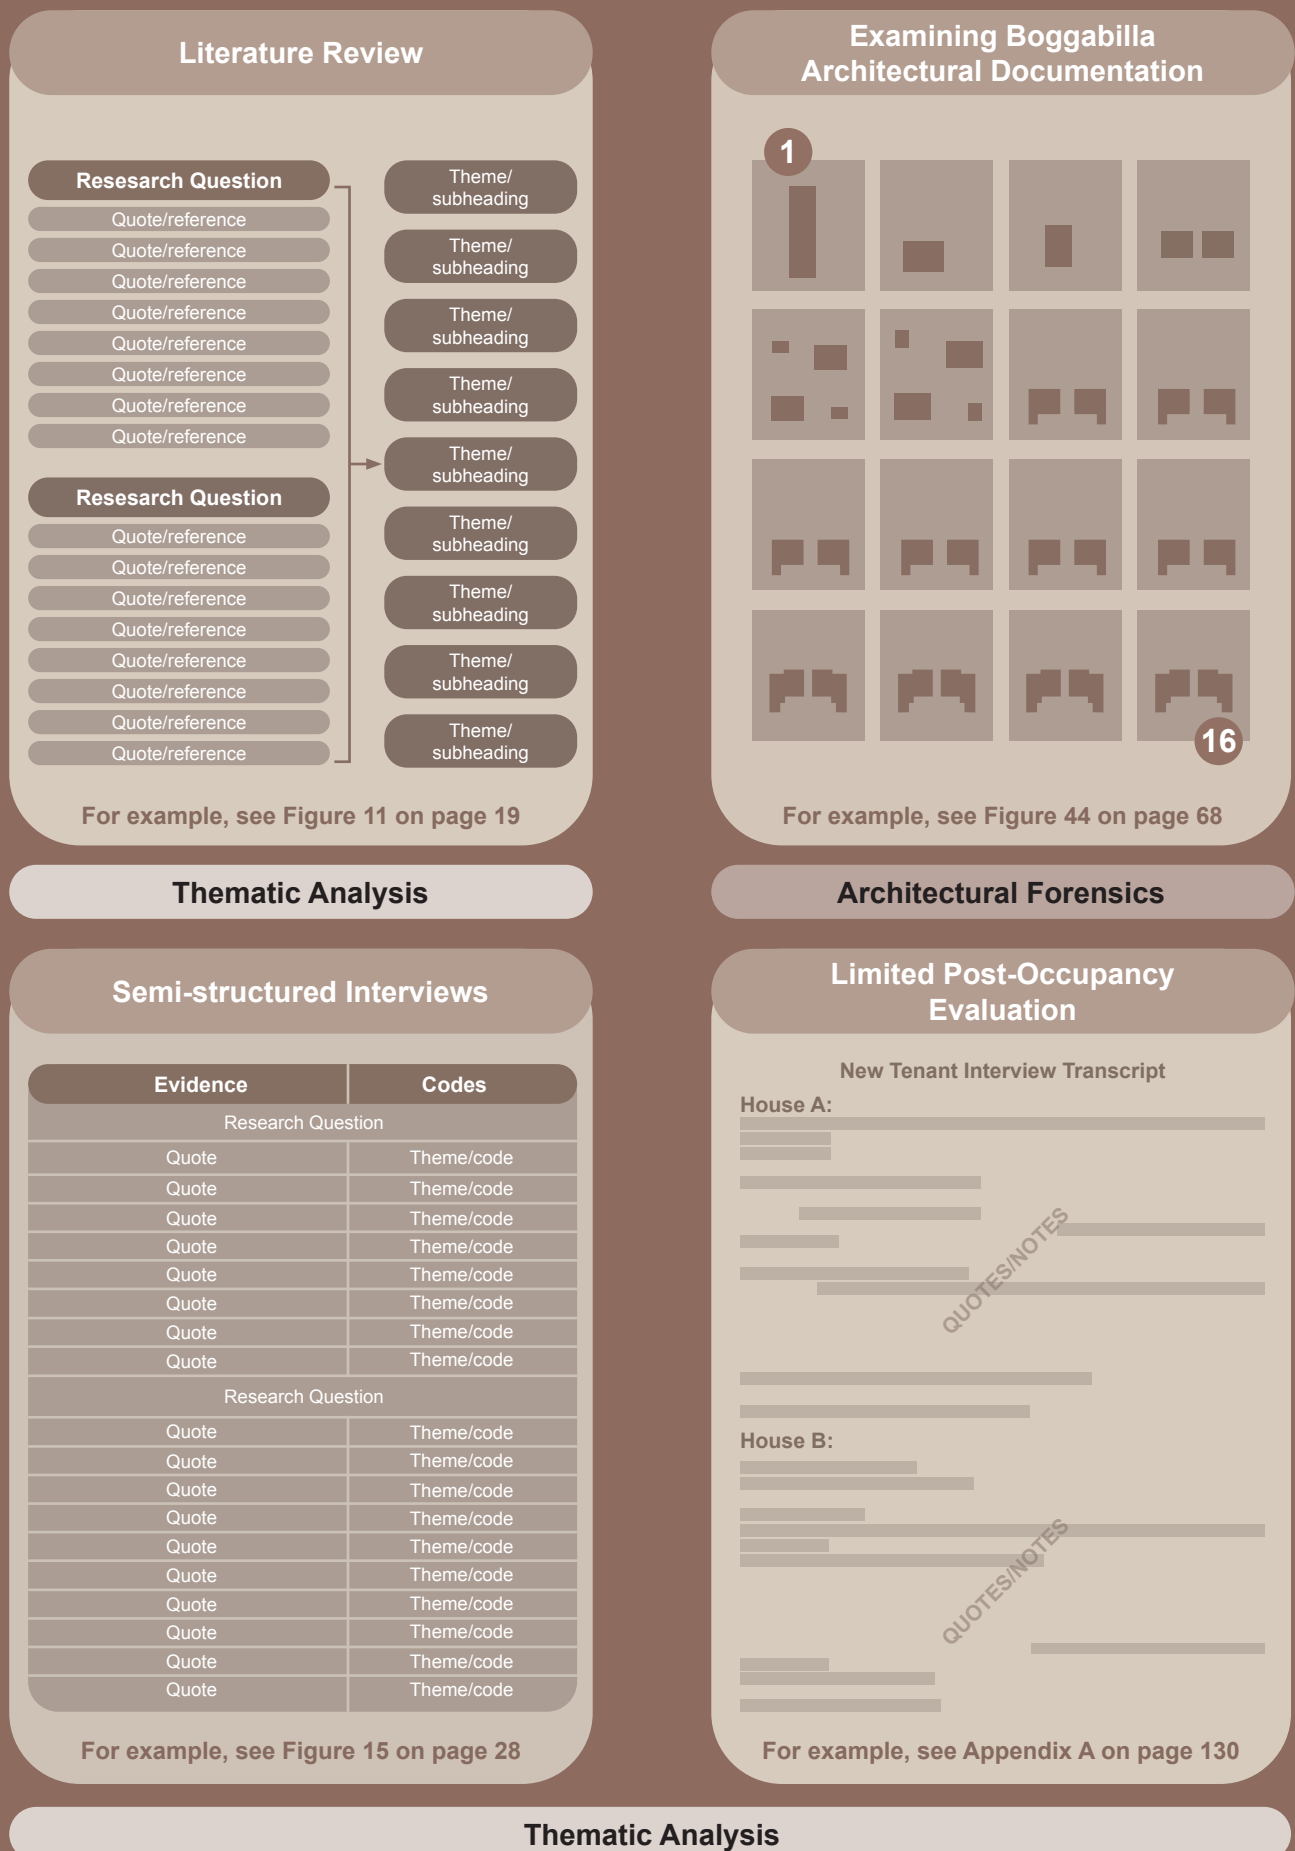 Literature Review
Resesarch Question
Quote/reference
Quote/reference
Quote/reference
Quote/reference
Quote/reference
Quote/reference
Quote/reference
Quote/reference
Resesarch Question
Quote/reference
Quote/reference
Quote/reference
Quote/reference
Quote/reference
Quote/reference
Quote/reference
Quote/reference
Theme/
subheading
Theme/
subheading
Theme/
subheading
Theme/
subheading
Theme/
subheading
Theme/
subheading
Theme/
subheading
Theme/
subheading
Theme/
subheading
For example, see Figure 11 on page 19
Thematic Analysis
Examining Boggabilla
Architectural Documentation
1
16
For example, see Figure 44 on page 68
Architectural Forensics
Semi-structured Interviews
Evidence Codes
Research Question
Quote Theme/code
Quote Theme/code
Quote Theme/code
Quote Theme/code
Quote Theme/code
Quote Theme/code
Quote Theme/code
Quote Theme/code
Research Question
Quote Theme/code
Quote Theme/code
Quote Theme/code
Quote Theme/code
Quote Theme/code
Quote Theme/code
Quote Theme/code
Quote Theme/code
Quote Theme/code
Quote Theme/code
For example, see Figure 15 on page 28
Limited Post-Occupancy
Evaluation
New Tenant Interview Transcript
House A:
QUOTES/NOTES
House B:
QUOTES/NOTES
For example, see Appendix A on page 130
Thematic Analysis